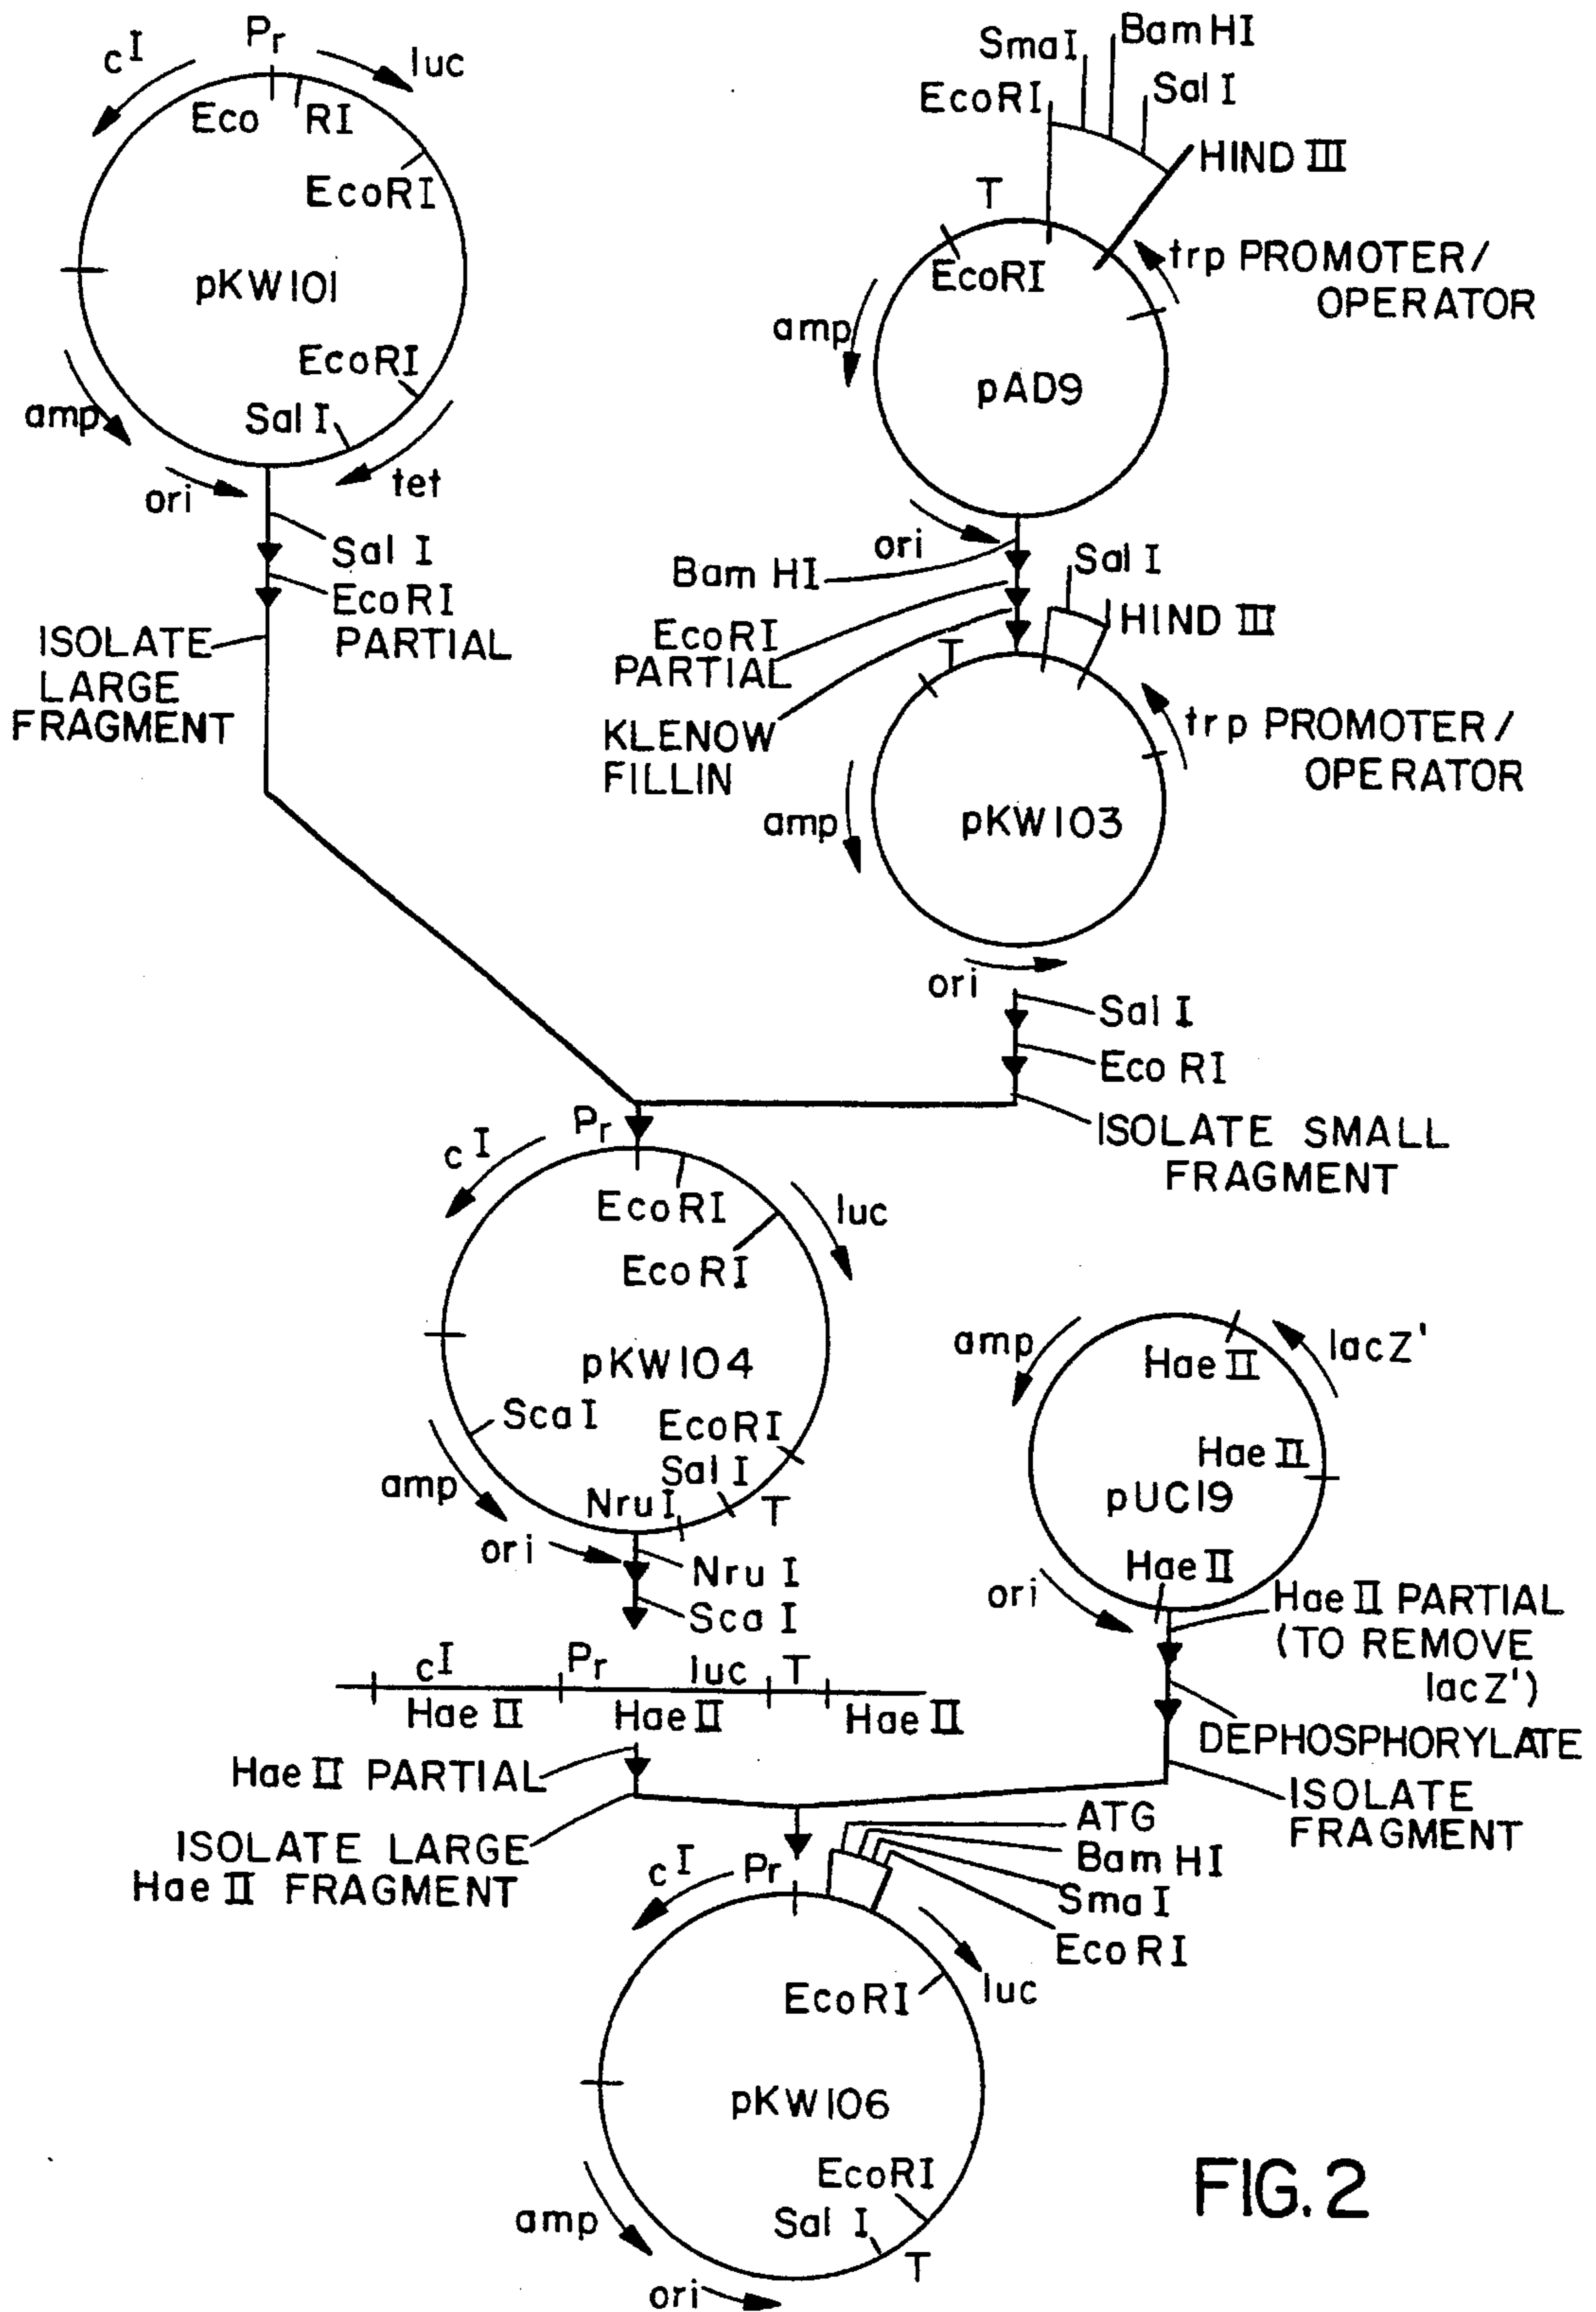 cI
Pr
luc
Eco RI
EcoRI
pKW101
EcoRI
Sal I
amp
ori
tet
Sal I
EcoRI
PARTIAL
ISOLATE
LARGE
FRAGMENT
SmaI
BamHI
EcoRI
Sal I
HIND III
T
EcoRI
trp PROMOTER/
OPERATOR
amp
pAD9
ori
Bam HI
EcoRI
PARTIAL
KLENOW
FILLIN
Sal I
HIND III
T
trp PROMOTER/
OPERATOR
amp
pKW103
ori
Sal I
Eco RI
ISOLATE SMALL
FRAGMENT
cI
Pr
EcoRI
luc
EcoRI
pKW104
ScaI
EcoRI
Sal I
NruI
T
amp
ori
Nru I
Sca I
amp
lacZ'
Hae II
Hae II
pUC19
Hae II
ori
Hae II PARTIAL
(TO REMOVE
lacZ')
DEPHOSPHORYLATE
ISOLATE
FRAGMENT
cI Pr luc T
Hae II Hae II Hae II
Hae II PARTIAL
ISOLATE LARGE
Hae II FRAGMENT
ATG
Bam HI
Sma I
Eco RI
cI
Pr
luc
EcoRI
pKW106
EcoRI
Sal I
T
amp
ori
FIG. 2